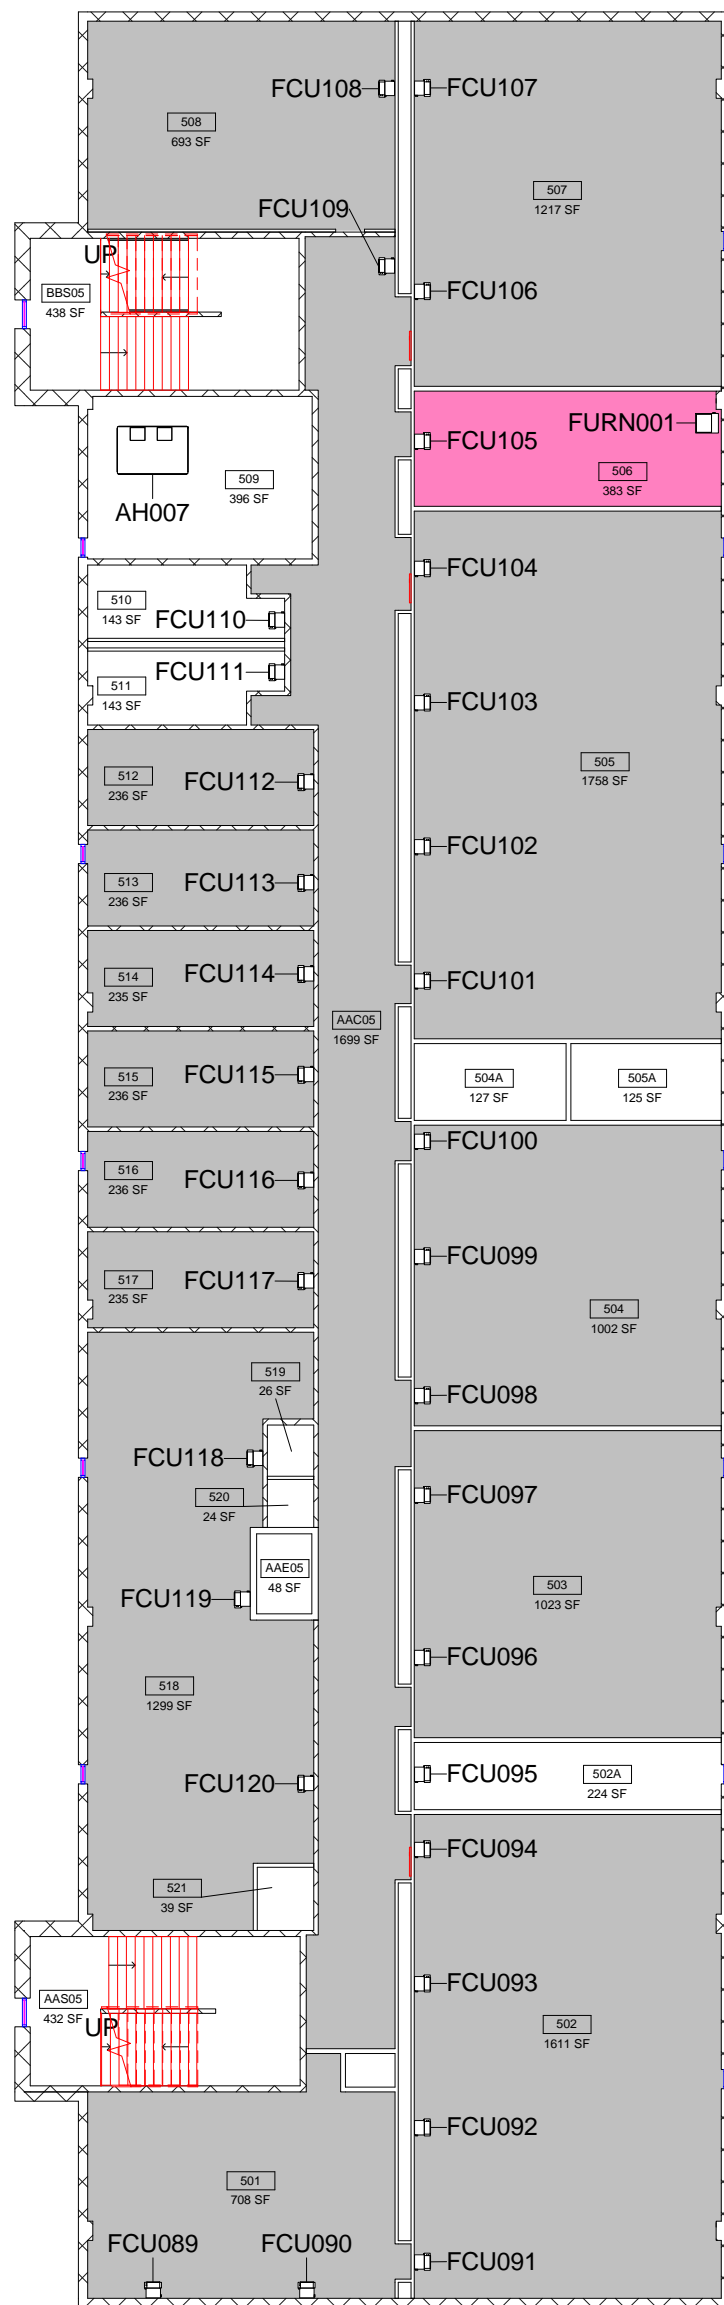 FCU108
FCU107
508
693 SF
507
1217 SF
FCU109
UP
BBS05
438 SF
FCU106
FURN001
FCU105
506
383 SF
509
396 SF
AH007
FCU104
510
143 SF
FCU110
FCU111
511
143 SF
FCU103
505
1758 SF
512
236 SF
FCU112
FCU102
513
236 SF
FCU113
514
235 SF
FCU114
FCU101
AAC05
1699 SF
515
236 SF
FCU115
504A
127 SF
505A
125 SF
FCU100
516
236 SF
FCU116
FCU099
517
235 SF
FCU117
504
1002 SF
519
26 SF
FCU098
FCU118
520
24 SF
FCU097
AAE05
48 SF
FCU119
503
1023 SF
FCU096
518
1299 SF
FCU120
FCU095
502A
224 SF
FCU094
521
39 SF
FCU093
AAS05
432 SF
UP
502
1611 SF
FCU092
501
708 SF
FCU089
FCU090
FCU091